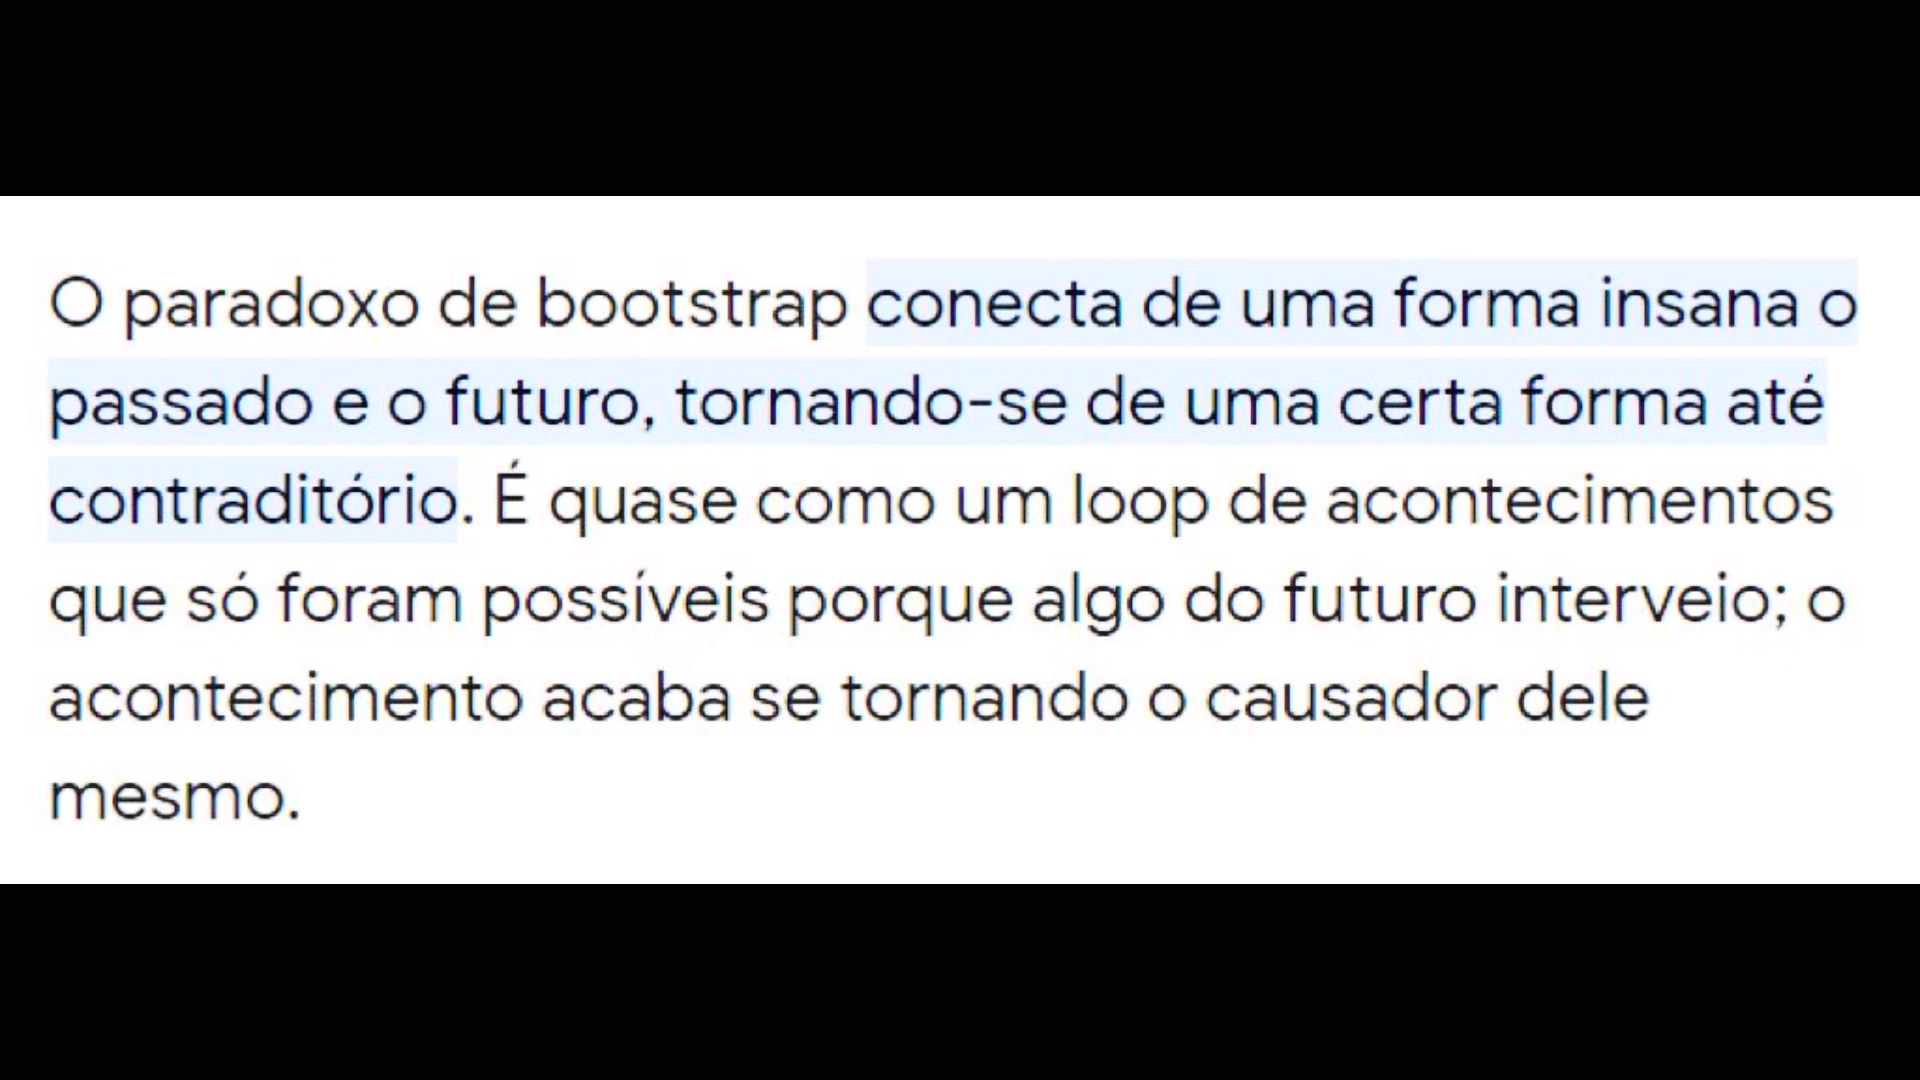 O paradoxo de bootstrap conecta de uma forma insana o
passado e o futuro, tornando-se de uma certa forma até
contraditório. É quase como um loop de acontecimentos
que só foram possíveis porque algo do futuro interveio; o
acontecimento acaba se tornando o causador dele
mesmo.